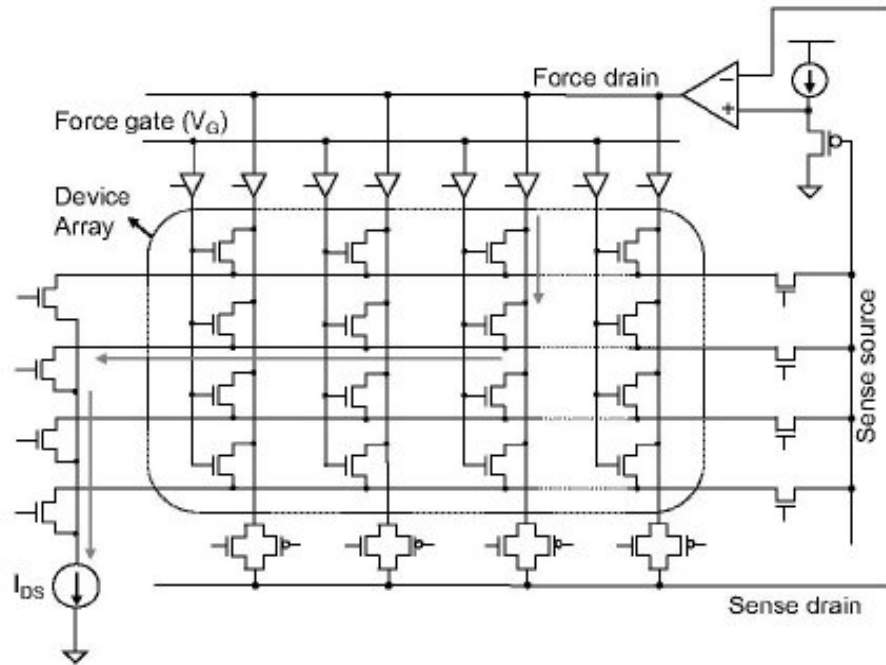 Force drain
−
+
Force gate (V_G)
Device
Array
Sense source
I_DS
Sense drain